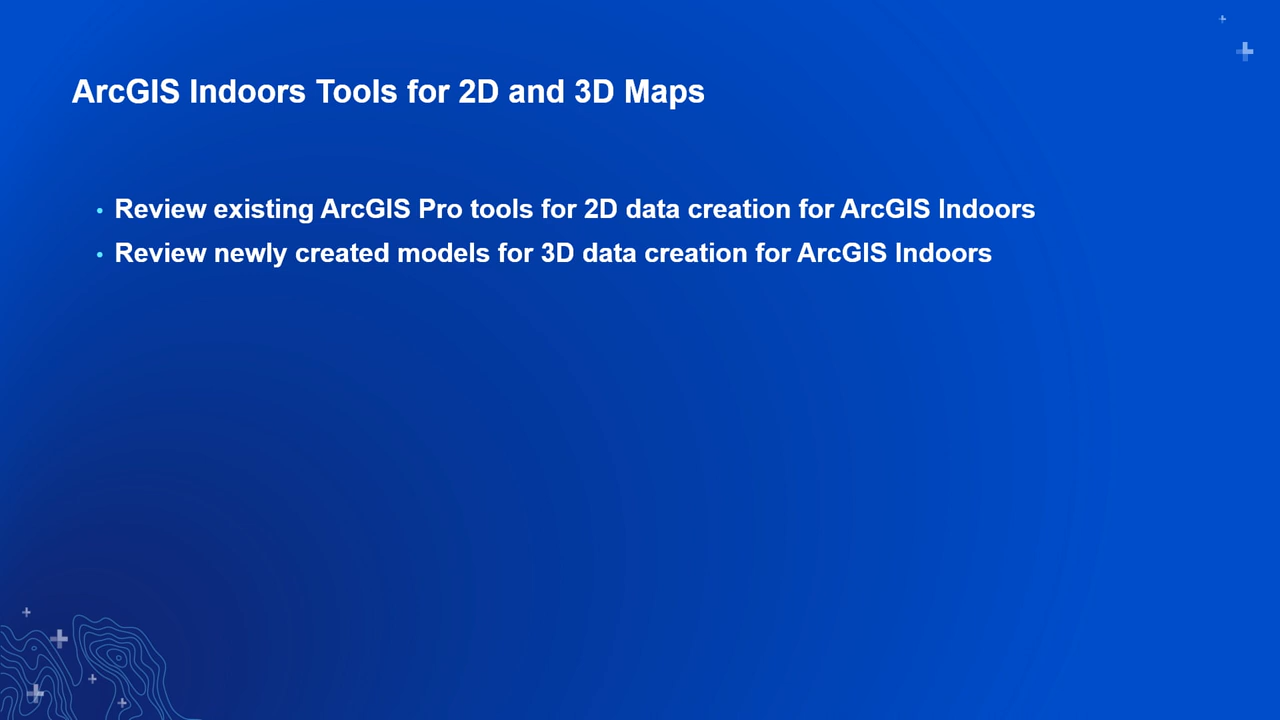 ArcGIS Indoors Tools for 2D and 3D Maps
• Review existing ArcGIS Pro tools for 2D data creation for ArcGIS Indoors
• Review newly created models for 3D data creation for ArcGIS Indoors